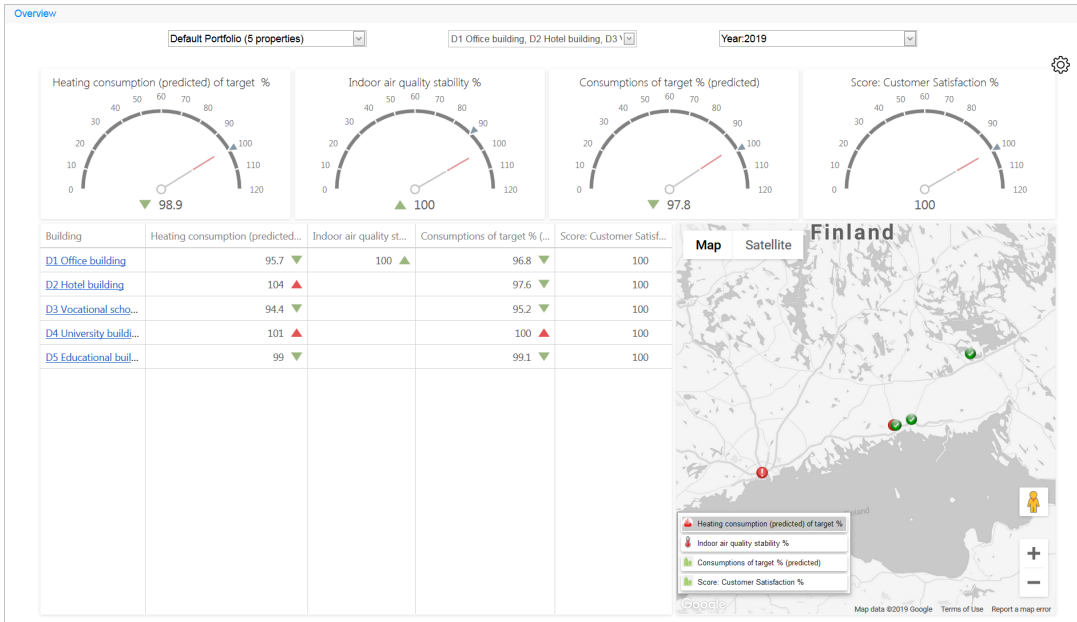 Overview
Default Portfolio (5 properties)
D1 Office building, D2 Hotel building, D3 V
Year:2019
Heating consumption (predicted) of target %
0 10 20 30 40 50 60 70 80 90 100 110 120
98.9
Indoor air quality stability %
0 10 20 30 40 50 60 70 80 90 100 110 120
100
Consumptions of target % (predicted)
0 10 20 30 40 50 60 70 80 90 100 110 120
97.8
Score: Customer Satisfaction %
0 10 20 30 40 50 60 70 80 90 100 110 120
100
Building Heating consumption (predicted... Indoor air quality st... Consumptions of target % (... Score: Customer Satisf...
D1 Office building 95.7 100 96.8 100
D2 Hotel building 104 97.6 100
D3 Vocational scho... 94.4 95.2 100
D4 University buildi... 101 100 100
D5 Educational buil... 99 99.1 100
Finland
Map Satellite
Heating consumption (predicted) of target %
Indoor air quality stability %
Consumptions of target % (predicted)
Score: Customer Satisfaction %
Google
Map data ©2019 Google Terms of Use Report a map error